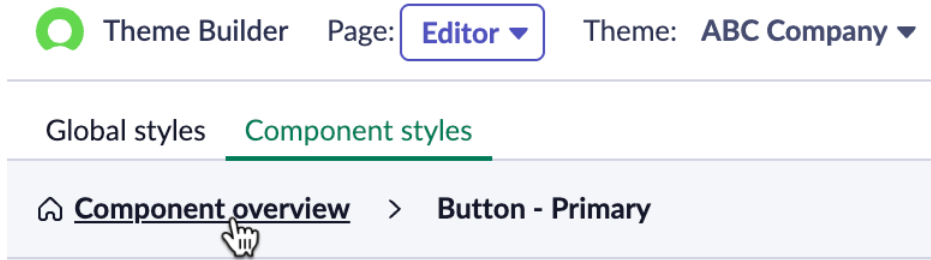 Theme Builder Page: Editor Theme: ABC Company
Global styles Component styles
Component overview > Button - Primary